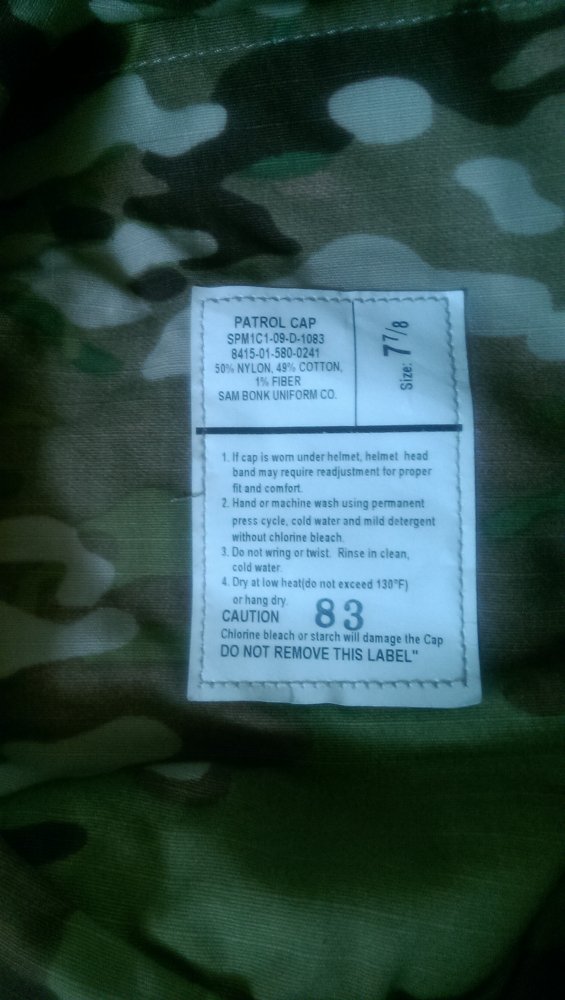 PATROL CAP
SPM1C1-09-D-1083
8415-01-580-0241
50% NYLON, 49% COTTON,
1% FIBER
SAM BONK UNIFORM CO.
Size: 7 7/8
1. If cap is worn under helmet, helmet head
band may require readjustment for proper
fit and comfort.
2. Hand or machine wash using permanent
press cycle, cold water and mild detergent
without chlorine bleach.
3. Do not wring or twist. Rinse in clean,
cold water.
4. Dry at low heat(do not exceed 130°F)
or hang dry.
CAUTION 83
Chlorine bleach or starch will damage the Cap
DO NOT REMOVE THIS LABEL"